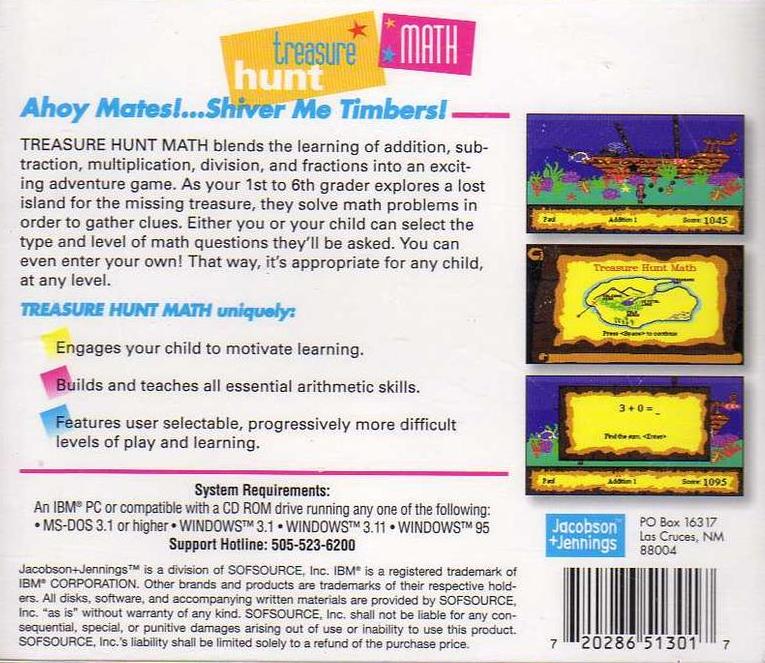 treasure
hunt
MATH
Ahoy Mates!...Shiver Me Timbers!
TREASURE HUNT MATH blends the learning of addition, sub-
traction, multiplication, division, and fractions into an excit-
ing adventure game. As your 1st to 6th grader explores a lost
island for the missing treasure, they solve math problems in
order to gather clues. Either you or your child can select the
type and level of math questions they'll be asked. You can
even enter your own! That way, it's appropriate for any child,
at any level.
TREASURE HUNT MATH uniquely:
Engages your child to motivate learning.
Builds and teaches all essential arithmetic skills.
Features user selectable, progressively more difficult
levels of play and learning.
System Requirements:
An IBM® PC or compatible with a CD ROM drive running any one of the following:
• MS-DOS 3.1 or higher • WINDOWS™ 3.1 • WINDOWS™ 3.11 • WINDOWS™ 95
Support Hotline: 505-523-6200
Jacobson+Jennings™ is a division of SOFSOURCE, Inc. IBM® is a registered trademark of
IBM® CORPORATION. Other brands and products are trademarks of their respective hold-
ers. All disks, software, and accompanying written materials are provided by SOFSOURCE,
Inc. "as is" without warranty of any kind. SOFSOURCE, Inc. shall not be liable for any con-
sequential, special, or punitive damages arising out of use or inability to use this product.
SOFSOURCE, Inc.'s liability shall be limited solely to a refund of the purchase price.
Addition 1 Score: 1045
Treasure Hunt Math
Press <Space> to continue
3 + 0 = _
Find the sum. <Enter>
Addition 1 Score: 1095
Jacobson™
+Jennings
PO Box 16317
Las Cruces, NM
88004
7 20286 51301 7